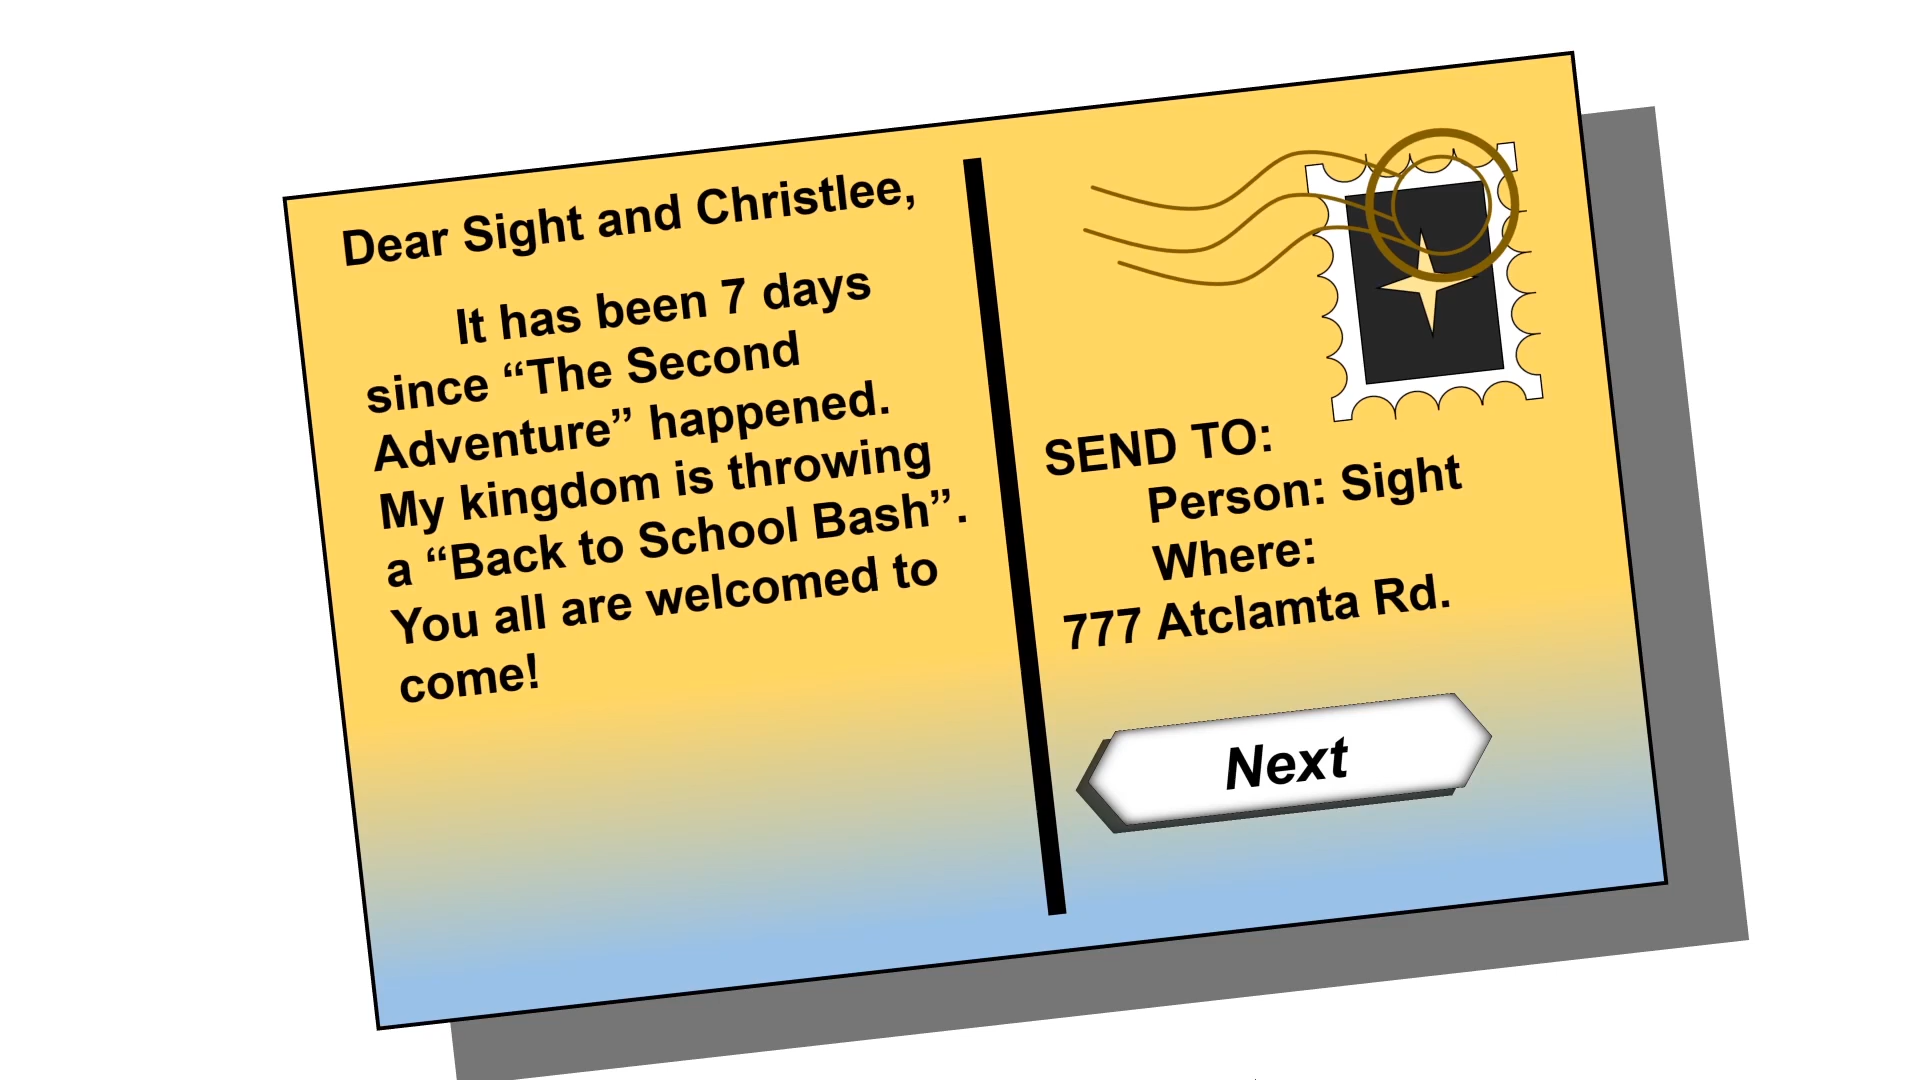 Dear Sight and Christlee,
It has been 7 days
since “The Second
Adventure” happened.
My kingdom is throwing
a “Back to School Bash”.
You all are welcomed to
come!
SEND TO:
Person: Sight
Where:
777 Atclamta Rd.
Next